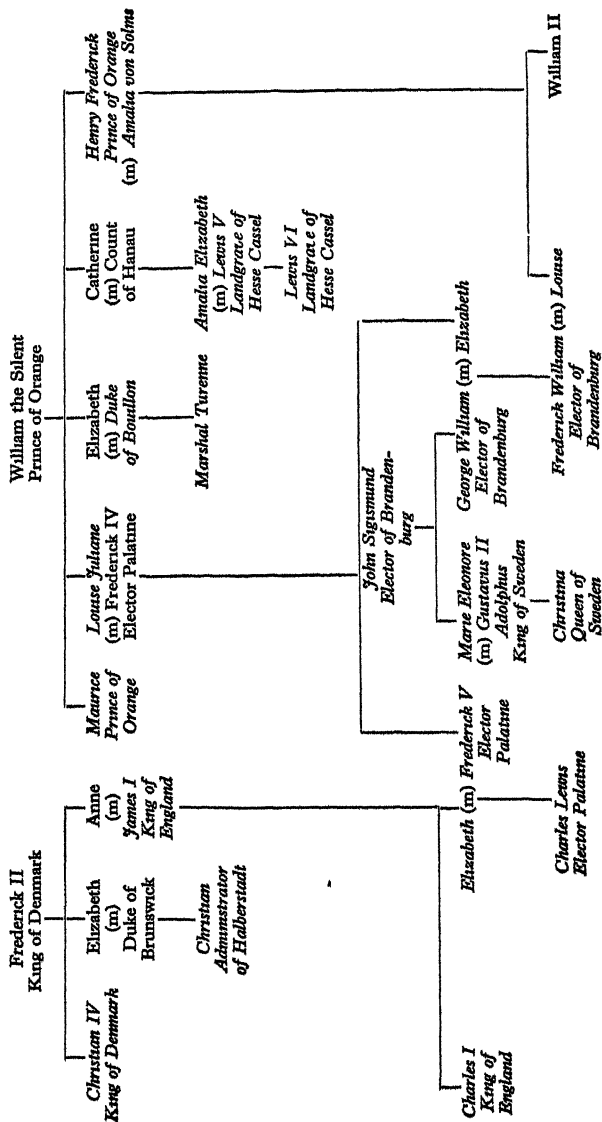 Frederick II
King of Denmark
William the Silent
Prince of Orange
Christian IV
King of Denmark
Elizabeth
(m)
Duke of
Brunswick
Anne
(m)
James I
King of
England
Maurice
Prince of
Orange
Louise Juliane
(m) Frederick IV
Elector Palatine
Elizabeth
(m) Duke
of Bouillon
Catherine
(m) Count
of Hanau
Henry Frederick
Prince of Orange
(m) Amalia von Solms
Christian
Administrator
of Halberstadt
Marshal Turenne
Amalia Elizabeth
(m) Lewis V
Landgrave of
Hesse Cassel
Lewis VI
Landgrave of
Hesse Cassel
John Sigismund
Elector of Branden-
burg
Charles I
King of
England
Elizabeth (m) Frederick V
Elector
Palatine
Marie Eleonore
(m) Gustavus II
Adolphus
King of Sweden
George William (m) Elizabeth
Elector of
Brandenburg
Charles Lewis
Elector Palatine
Christina
Queen of
Sweden
Frederick William (m) Louise
Elector of
Brandenburg
William II